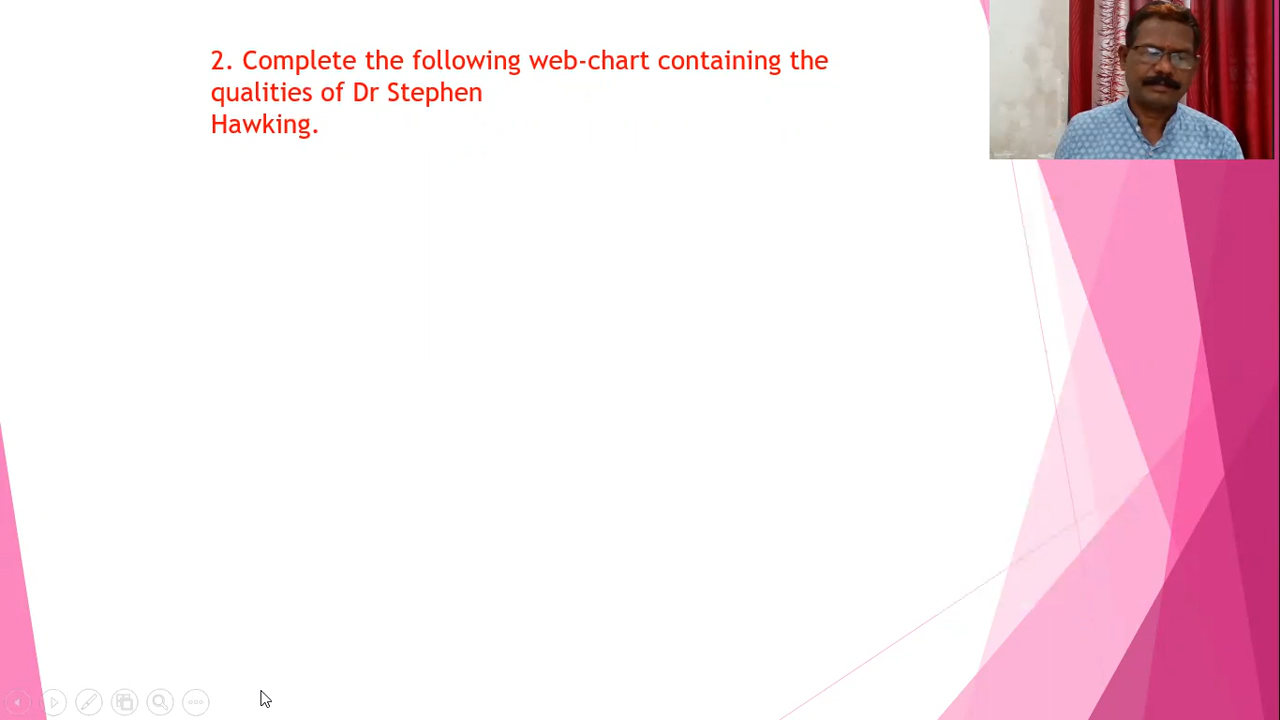 2. Complete the following web-chart containing the
qualities of Dr Stephen
Hawking.